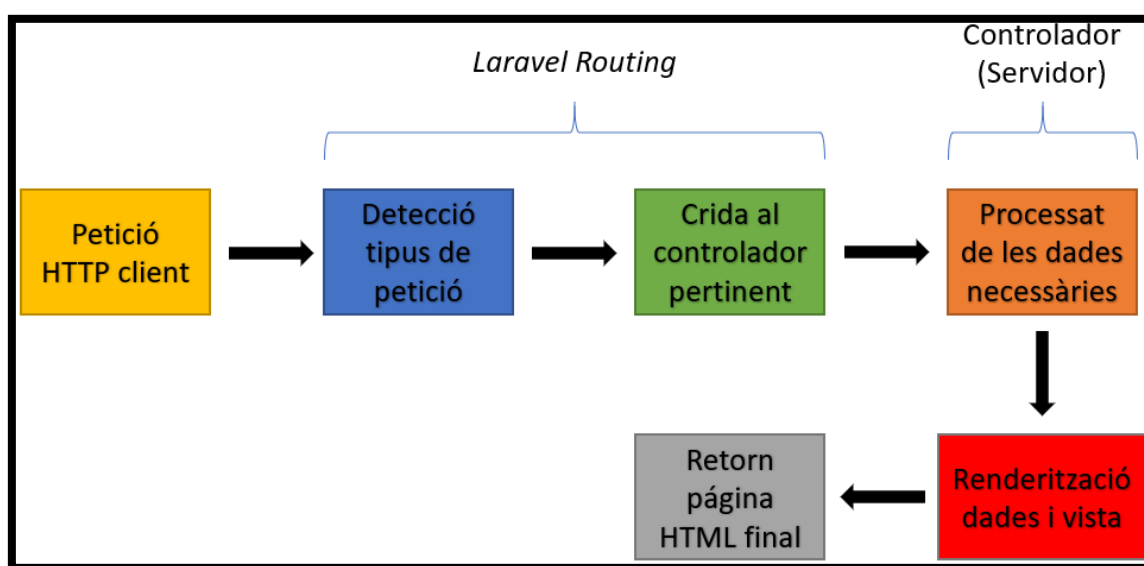 Laravel Routing
Controlador
(Servidor)
Petició
HTTP client
Detecció
tipus de
petició
Crida al
controlador
pertinent
Processat
de les dades
necessàries
Renderització
dades i vista
Retorn
página
HTML final